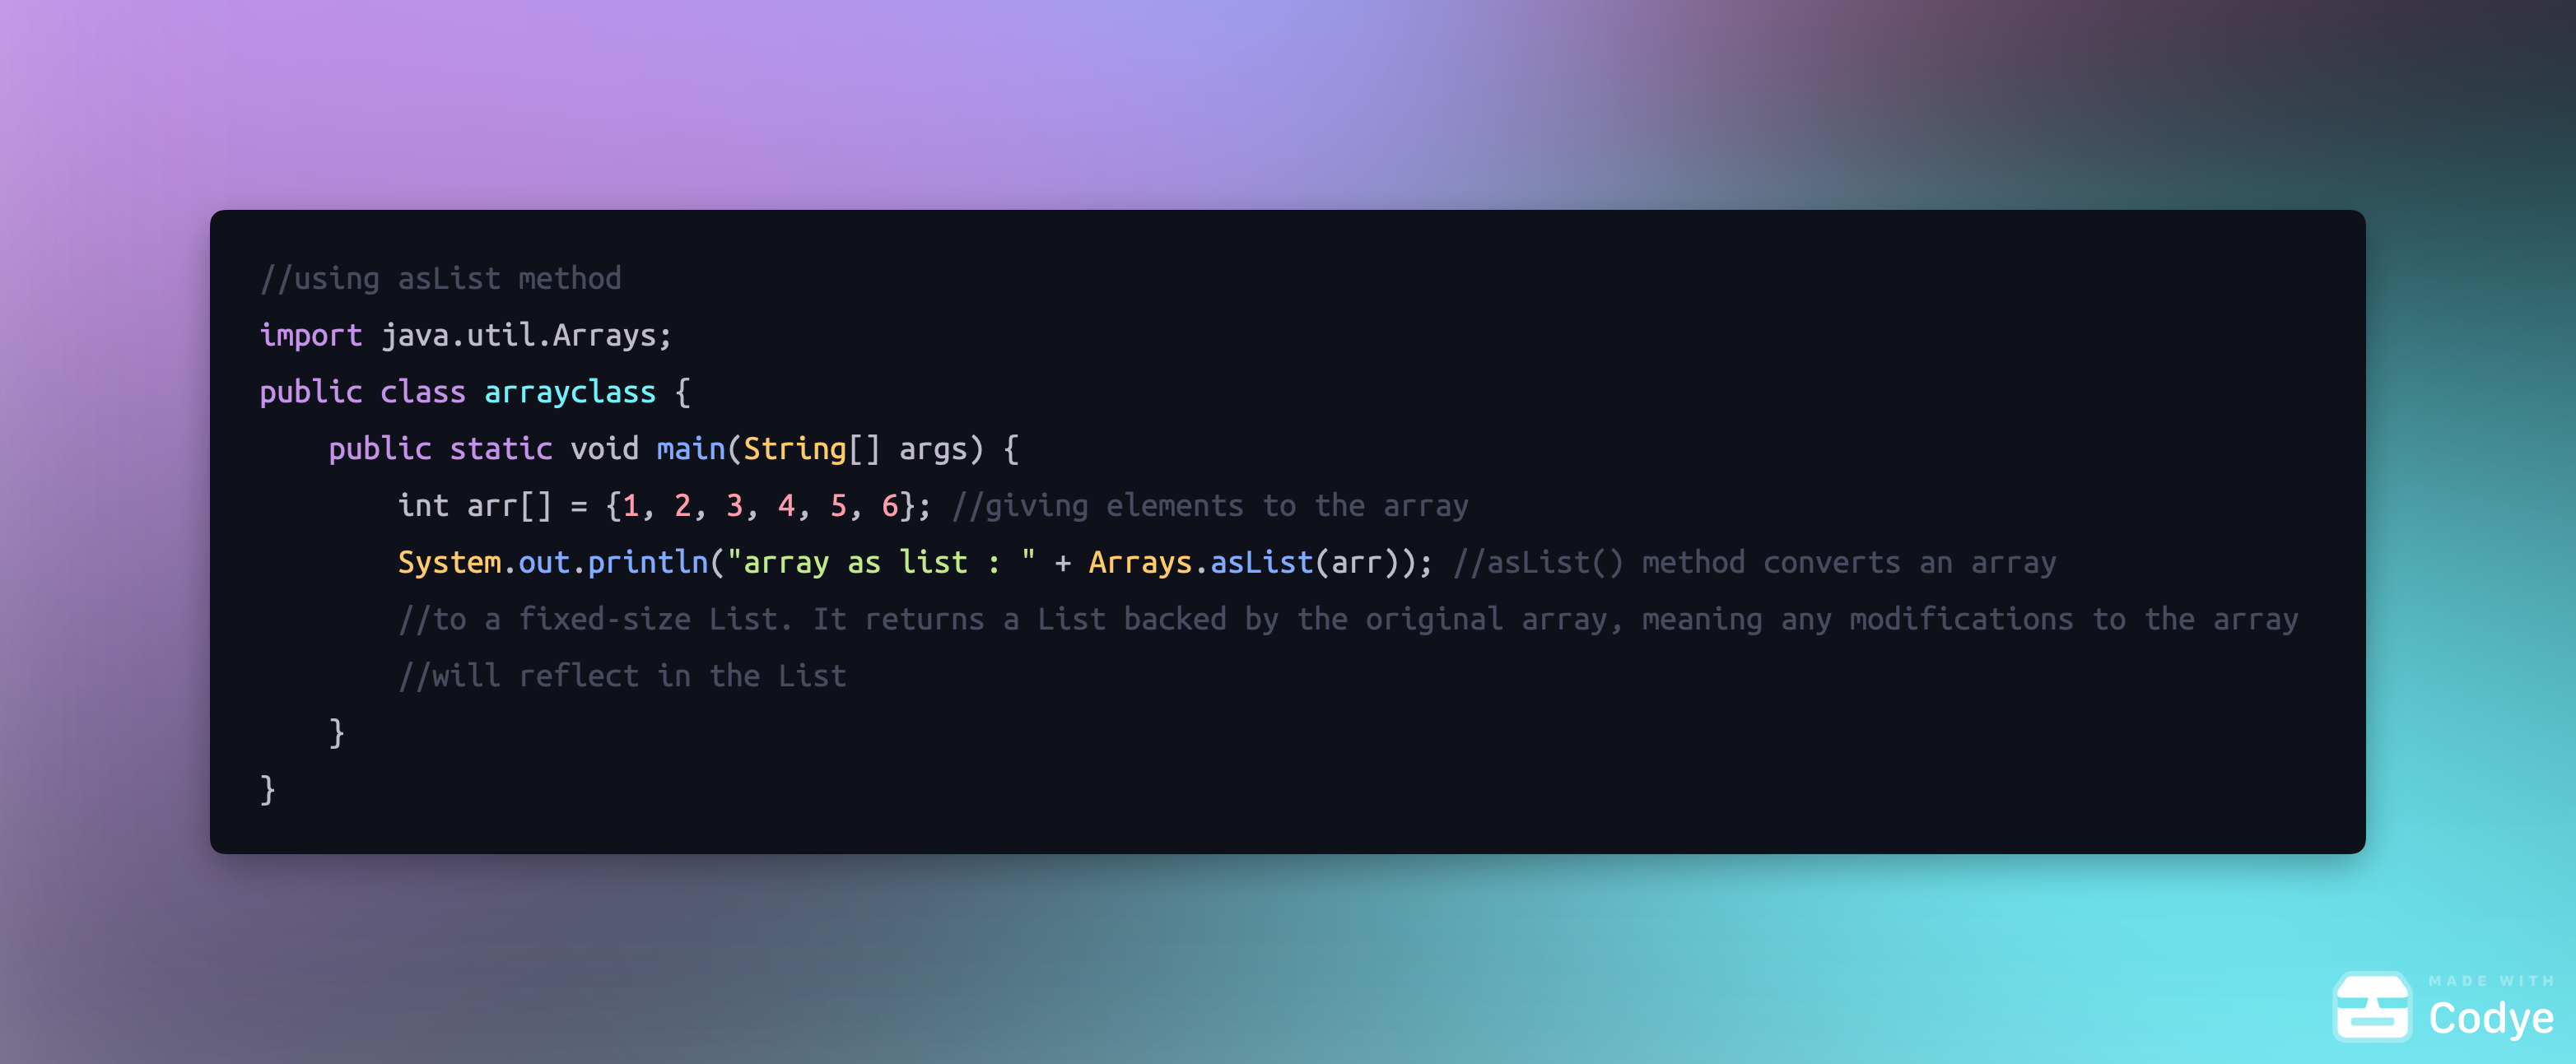 //using asList method
import java.util.Arrays;
public class arrayclass {
    public static void main(String[] args) {
        int arr[] = {1, 2, 3, 4, 5, 6}; //giving elements to the array
        System.out.println("array as list : " + Arrays.asList(arr)); //asList() method converts an array
        //to a fixed-size List. It returns a List backed by the original array, meaning any modifications to the array
        //will reflect in the List
    }
}
MADE WITH
Codye